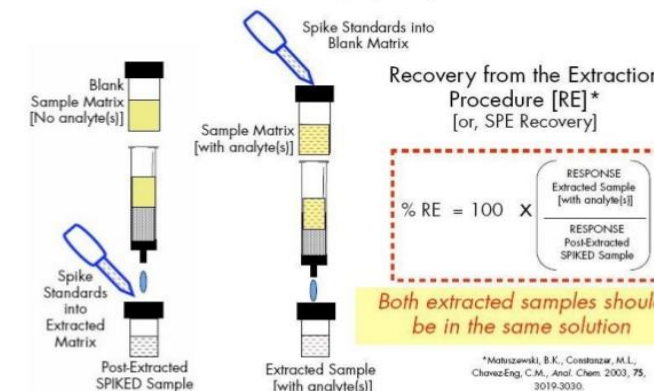 Spike Standards into
Blank Matrix
Blank
Sample Matrix
[No analyte(s)]
Sample Matrix
[with analyte(s)]
Spike
Standards
into
Extracted
Matrix
Post-Extracted
SPIKED Sample
Extracted Sample
[with analyte(s)]
Recovery from the Extraction
Procedure [RE]*
[or, SPE Recovery]
% RE = 100 X
RESPONSE
Extracted Sample
[with analyte(s)]
RESPONSE
Post-Extracted
SPIKED Sample
Both extracted samples should
be in the same solution
*Matuszewski, B.K., Constanzer, M.L.,
Chavez-Eng, C.M., Anal. Chem. 2003, 75,
3019-3030.